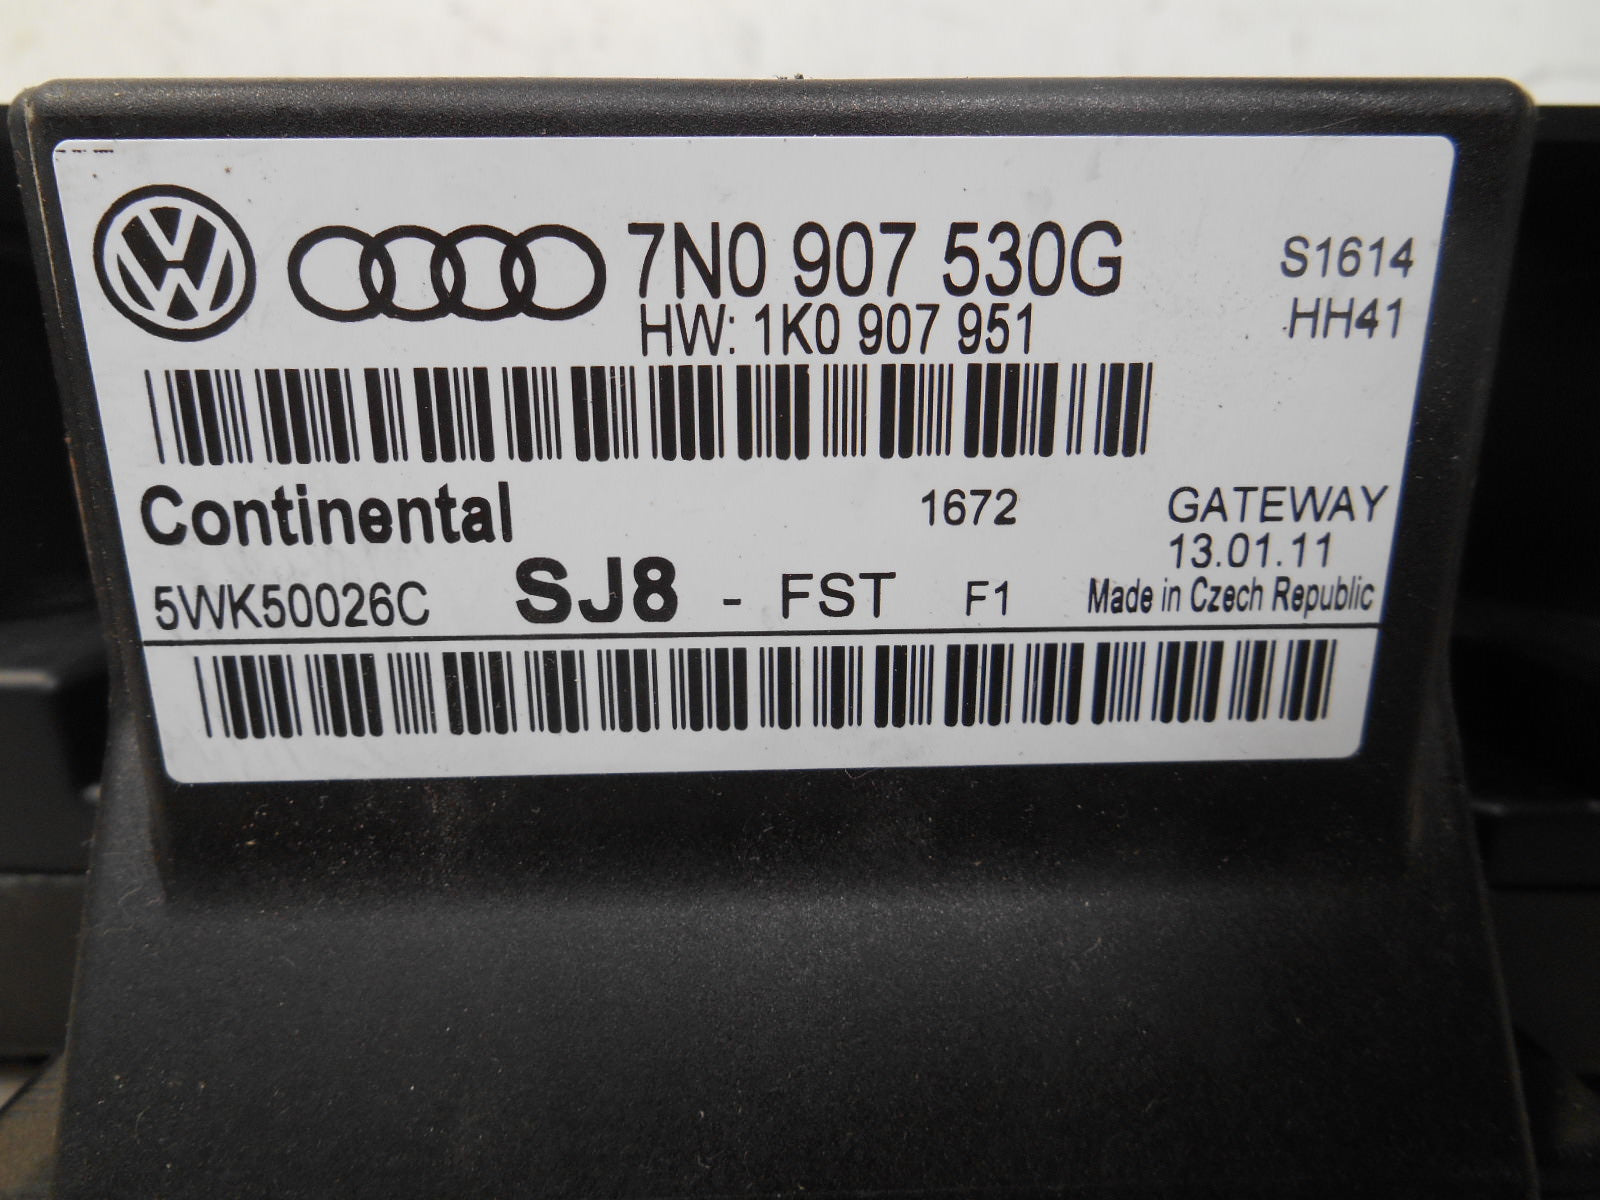 7N0 907 530G S1614
HW: 1K0 907 951 HH41
Continental 1672 GATEWAY
13.01.11
5WK50026C SJ8 - FST F1 Made in Czech Republic